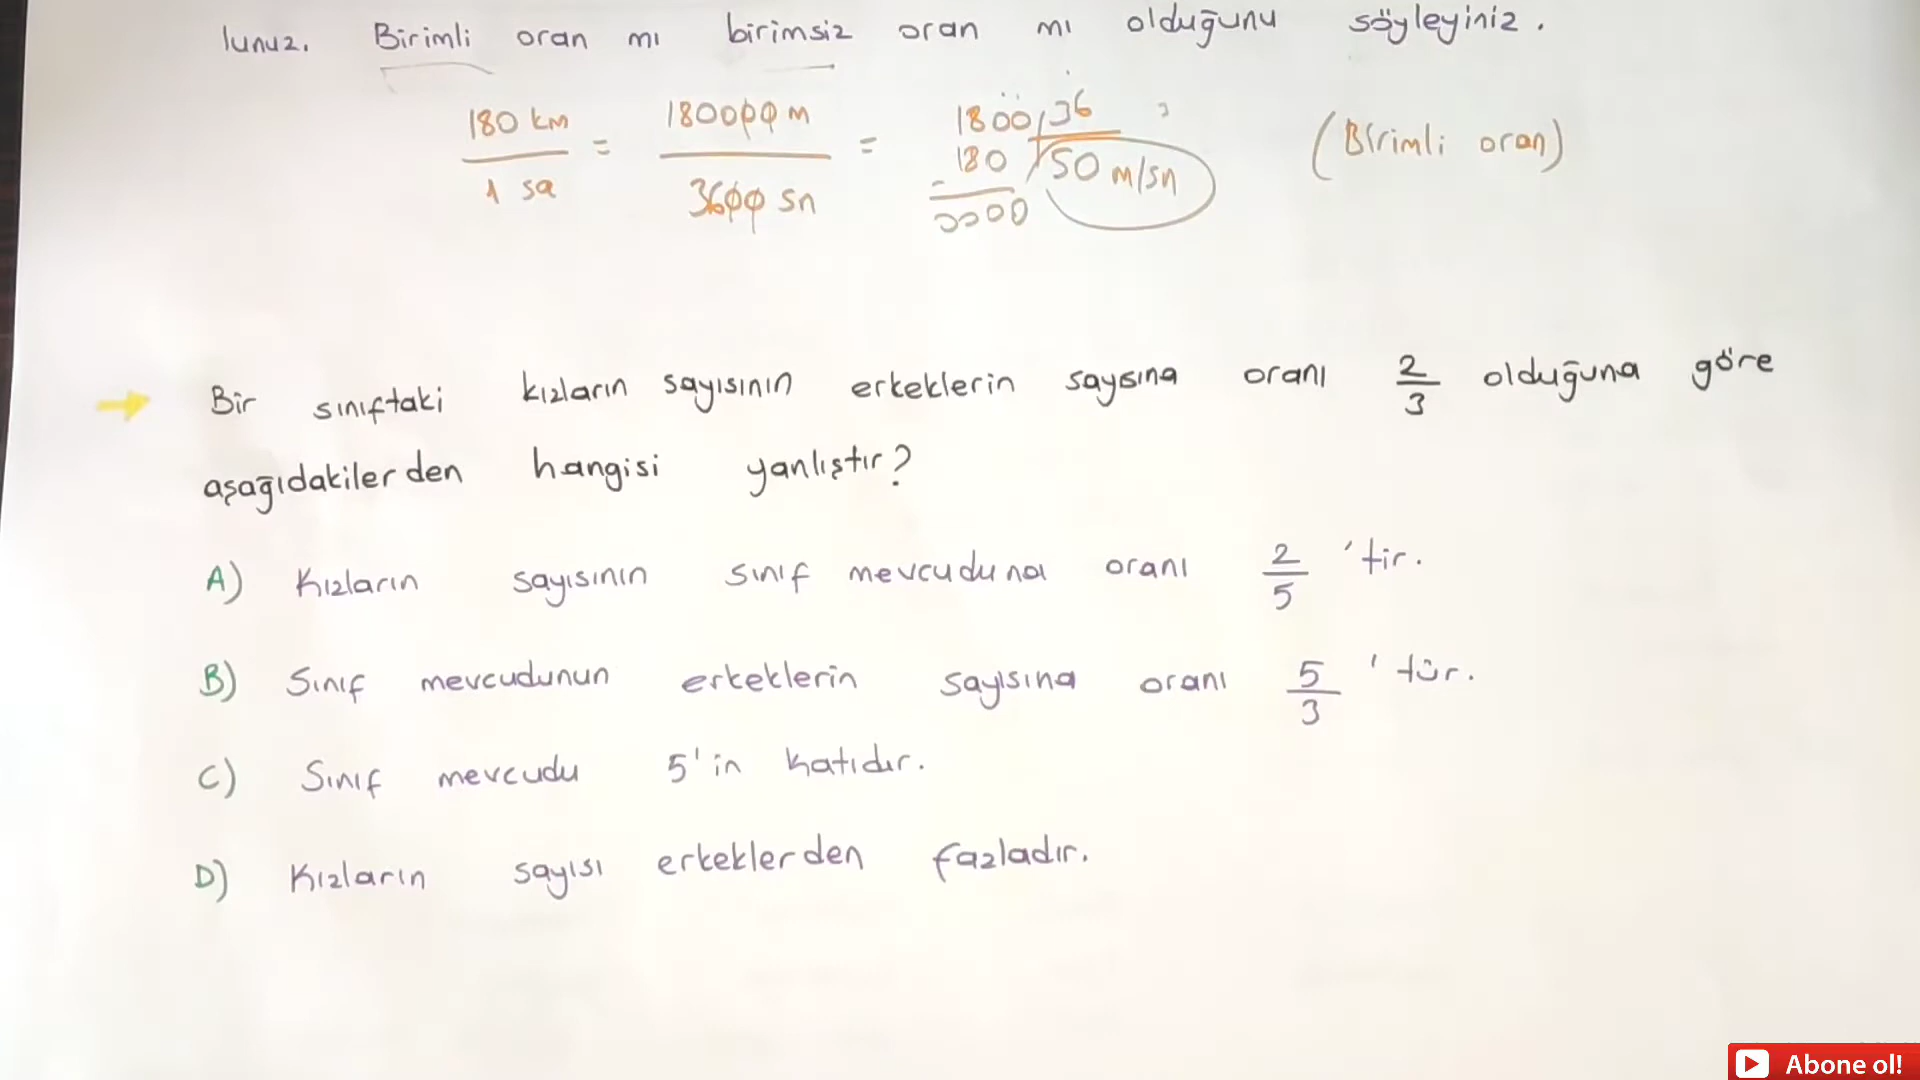 lunuz. Birimli oran mı birimsiz oran mı olduğunu söyleyiniz.
180 km / 1 sa = 180000 m / 3600 sn = 1800 36 (Birimli oran)
- 180 50 m/sn
0000
Bir sınıftaki kızların sayısının erkeklerin saysına oranı 2/3 olduğuna göre
aşağıdakilerden hangisi yanlıştır?
A) Kızların sayısının sınıf mevcuduna oranı 2/5 'tir.
B) Sınıf mevcudunun erkeklerin sayısına oranı 5/3 'tür.
C) Sınıf mevcudu 5'in katıdır.
D) Kızların sayısı erkeklerden fazladır.
Abone ol!